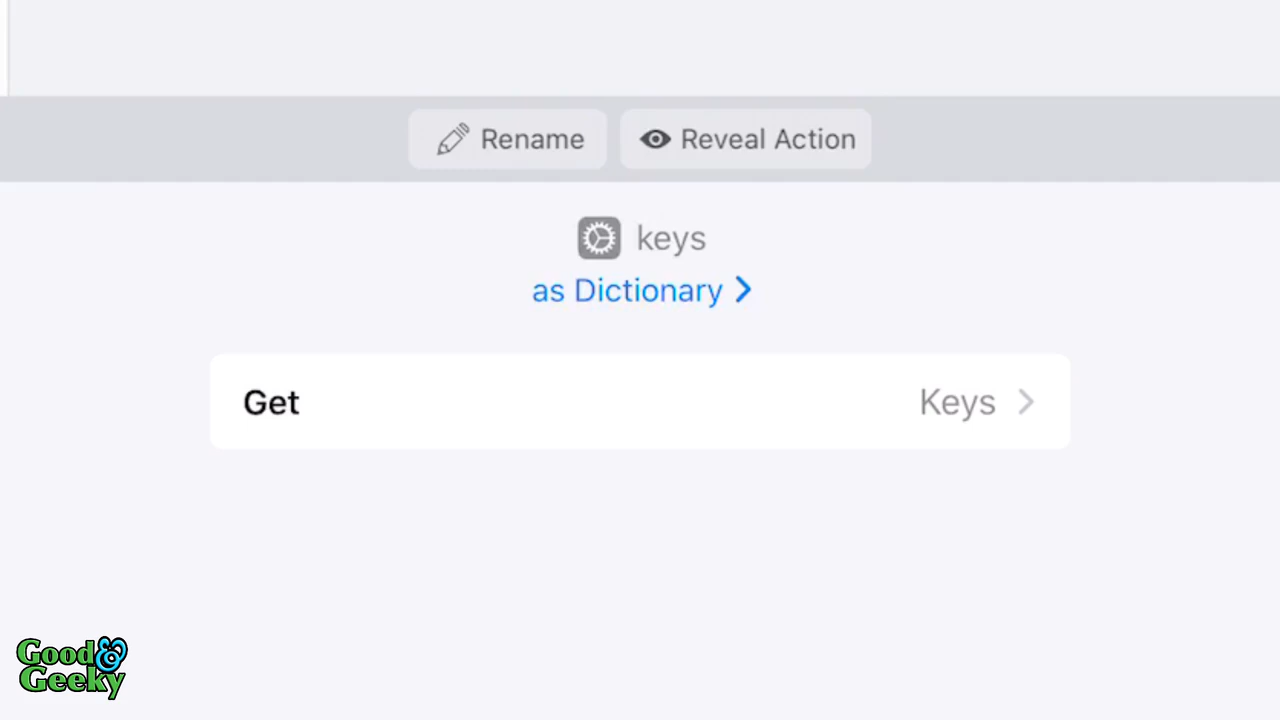 Rename
Reveal Action
keys
as Dictionary
Get
Keys
Good&
Geeky